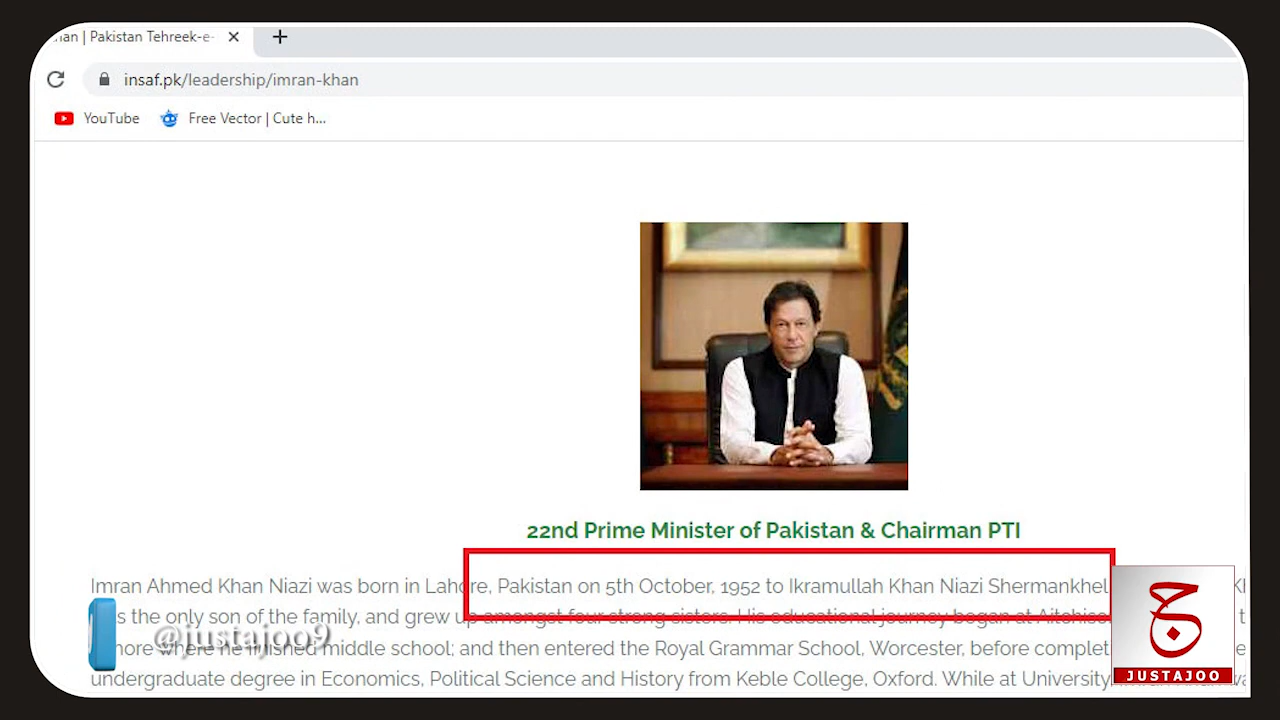 an | Pakistan Tehreek-e-
insaf.pk/leadership/imran-khan
YouTube
Free Vector | Cute h...
22nd Prime Minister of Pakistan & Chairman PTI
Imran Ahmed Khan Niazi was born in Lahore, Pakistan on 5th October, 1952 to Ikramullah Khan Niazi Shermankhel
the only son of the family, and grew up amongst four strong sisters. His educational journey began at
where he finished middle school; and then entered the Royal Grammar School, Worcester, before
undergraduate degree in Economics, Political Science and History from Keble College, Oxford. While at University,
@justajoo9
ج
JUSTAJOO